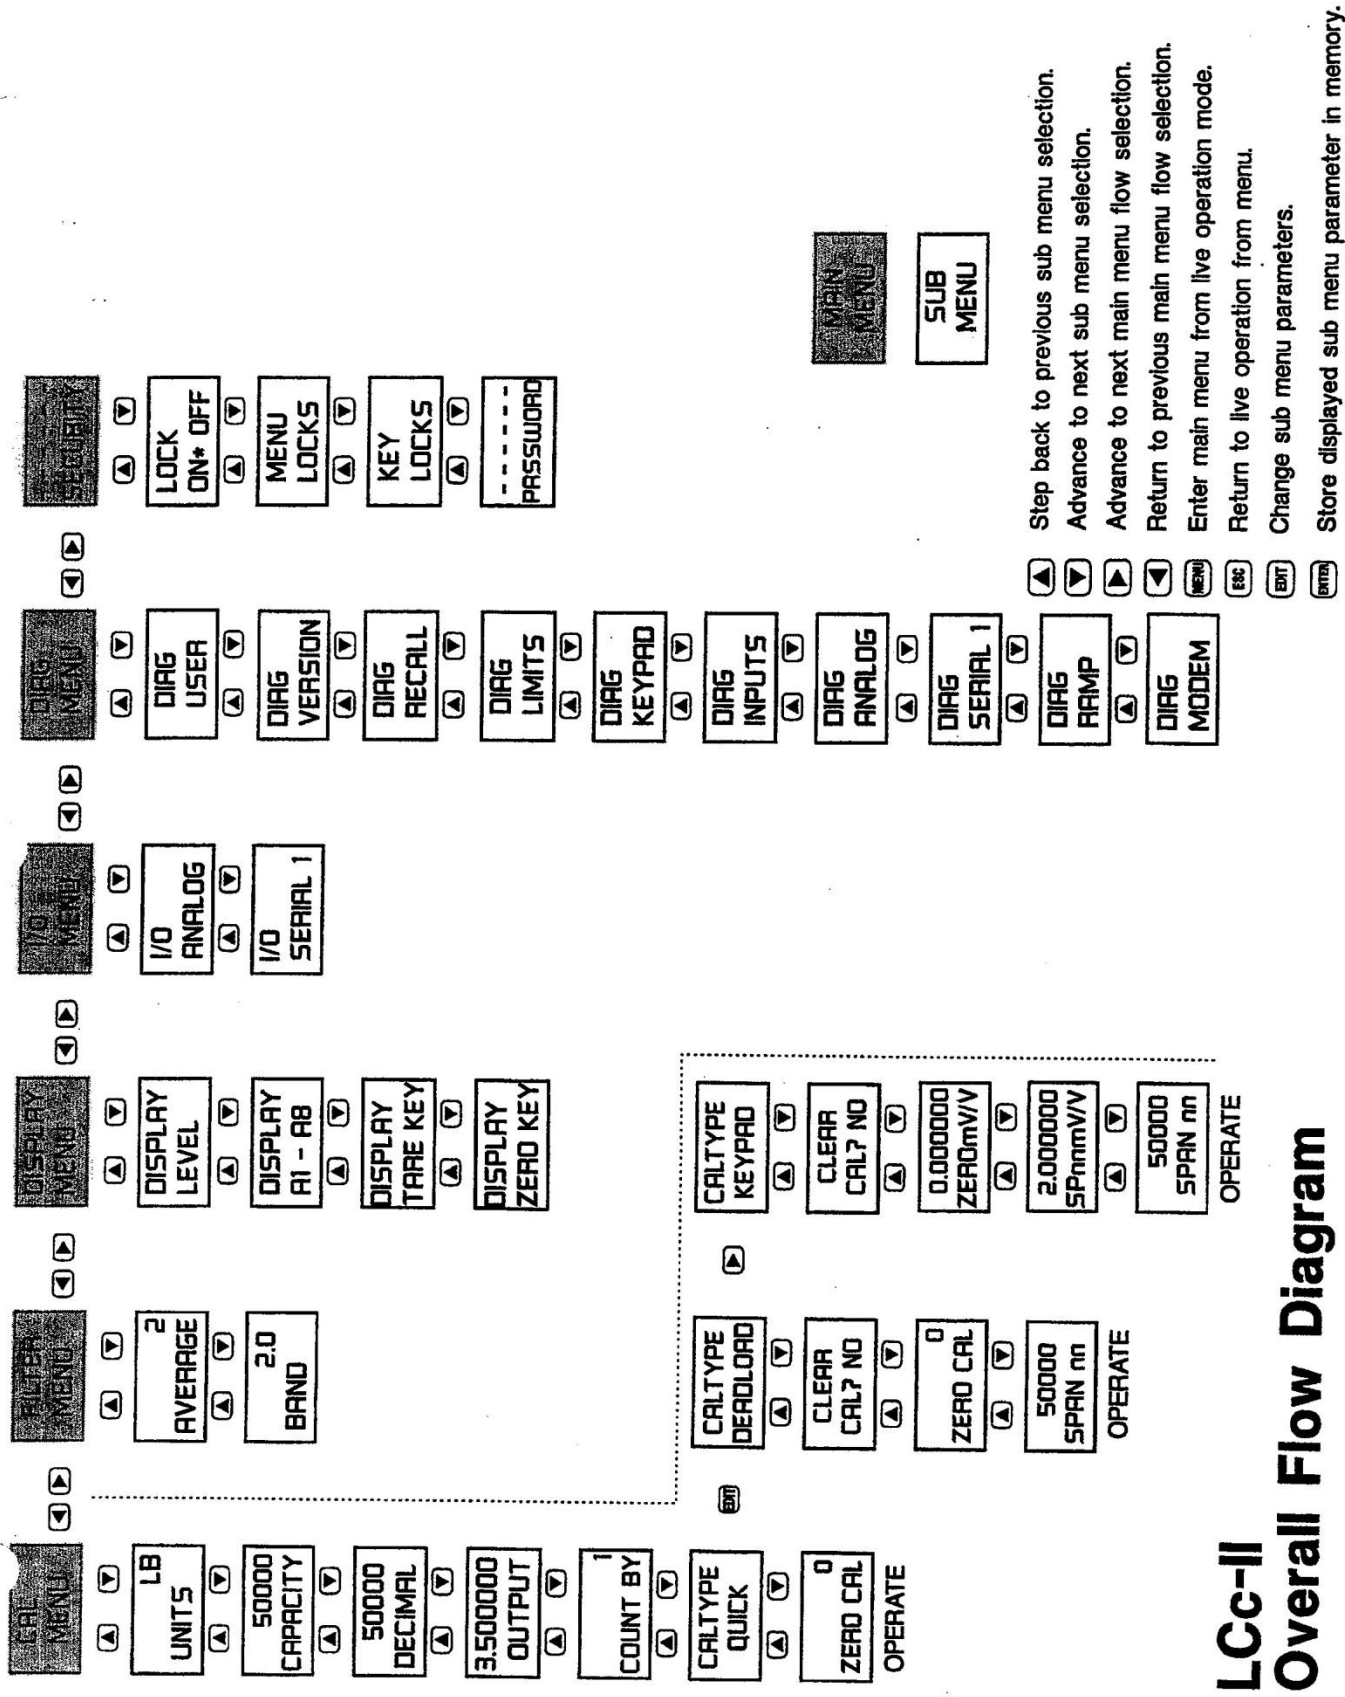 CAL
MENU
LB
UNITS
50000
CAPACITY
50000
DECIMAL
3.500000
OUTPUT
1
COUNT BY
CALTYPE
QUICK
0
ZERO CAL
OPERATE
FILTER
MENU
2
AVERAGE
2.0
BAND
EDIT
CALTYPE
DEADLOAD
CLEAR
CAL? NO
0
ZERO CAL
50000
SPAN nn
OPERATE
DISPLAY
MENU
DISPLAY
LEVEL
DISPLAY
A1 - A8
DISPLAY
TARE KEY
DISPLAY
ZERO KEY
CALTYPE
KEYPAD
CLEAR
CAL? NO
0.000000
ZEROmV/V
2.000000
SPnnmV/V
50000
SPAN nn
OPERATE
I/O
MENU
I/O
ANALOG
I/O
SERIAL 1
DIAG
MENU
DIAG
USER
DIAG
VERSION
DIAG
RECALL
DIAG
LIMITS
DIAG
KEYPAD
DIAG
INPUTS
DIAG
ANALOG
DIAG
SERIAL 1
DIAG
RAMP
DIAG
MODEM
SECURITY
LOCK
ON* OFF
MENU
LOCKS
KEY
LOCKS
- - - - - -
PASSWORD
MAIN
MENU
SUB
MENU
Step back to previous sub menu selection.
Advance to next sub menu selection.
Advance to next main menu flow selection.
Return to previous main menu flow selection.
MENU Enter main menu from live operation mode.
ESC Return to live operation from menu.
EDIT Change sub menu parameters.
ENTER Store displayed sub menu parameter in memory.
LCc-II
Overall Flow Diagram